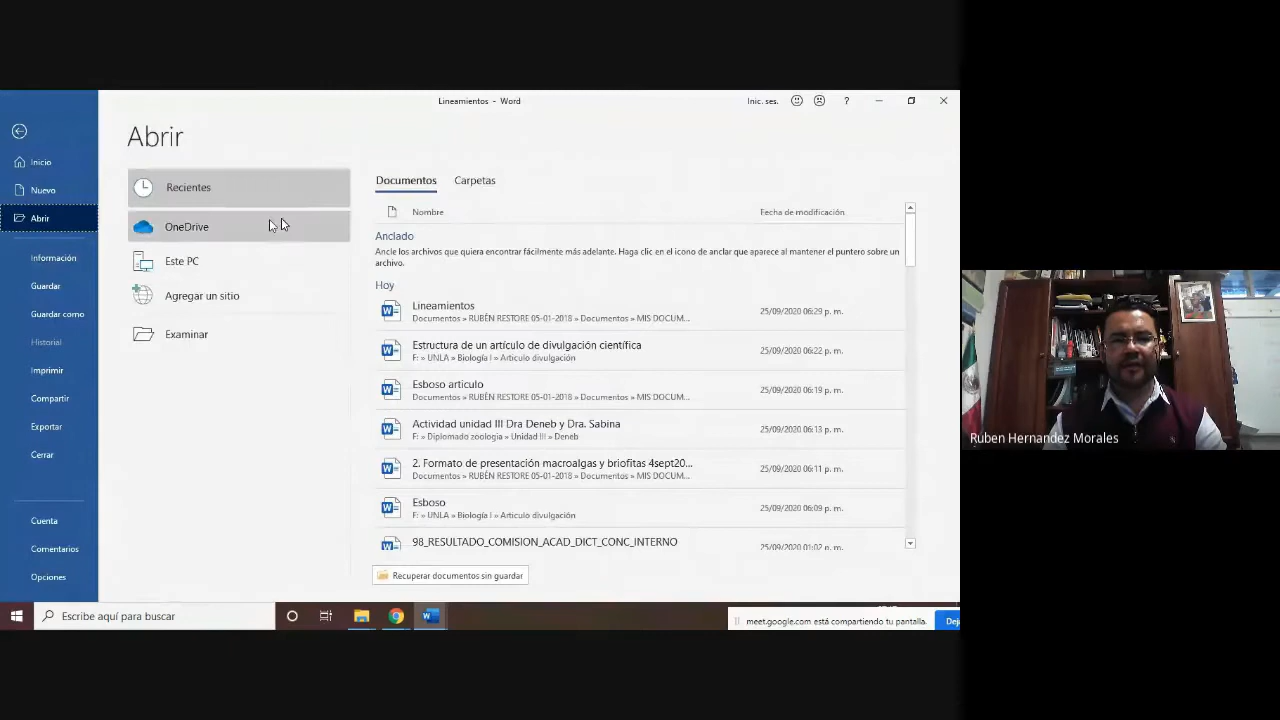 Lineamientos - Word
Inic. ses.
?
Abrir
Inicio
Nuevo
Abrir
Información
Guardar
Guardar como
Historial
Imprimir
Compartir
Exportar
Cerrar
Cuenta
Comentarios
Opciones
Recientes
OneDrive
Este PC
Agregar un sitio
Examinar
Documentos Carpetas
Nombre Fecha de modificación
Anclado
Ancle los archivos que quiera encontrar fácilmente más adelante. Haga clic en el icono de anclar que aparece al mantener el puntero sobre un
archivo.
Hoy
Lineamientos
Documentos » RUBÉN RESTORE 05-01-2018 » Documentos » MIS DOCUM...
25/09/2020 06:29 p. m.
Estructura de un artículo de divulgación científica
F: » UNLA » Biología I » Articulo divulgación
25/09/2020 06:22 p. m.
Esboso articulo
Documentos » RUBÉN RESTORE 05-01-2018 » Documentos » MIS DOCUM...
25/09/2020 06:19 p. m.
Actividad unidad III Dra Deneb y Dra. Sabina
F: » Diplomado zoología » Unidad III » Deneb
25/09/2020 06:13 p. m.
2. Formato de presentación macroalgas y briofitas 4sept20...
Documentos » RUBÉN RESTORE 05-01-2018 » Documentos » MIS DOCUM...
25/09/2020 06:11 p. m.
Esboso
F: » UNLA » Biología I » Articulo divulgación
25/09/2020 06:09 p. m.
98_RESULTADO_COMISION_ACAD_DICT_CONC_INTERNO
25/09/2020 01:02 p. m.
Recuperar documentos sin guardar
Escribe aquí para buscar
meet.google.com está compartiendo tu pantalla.
Deja
Ruben Hernandez Morales